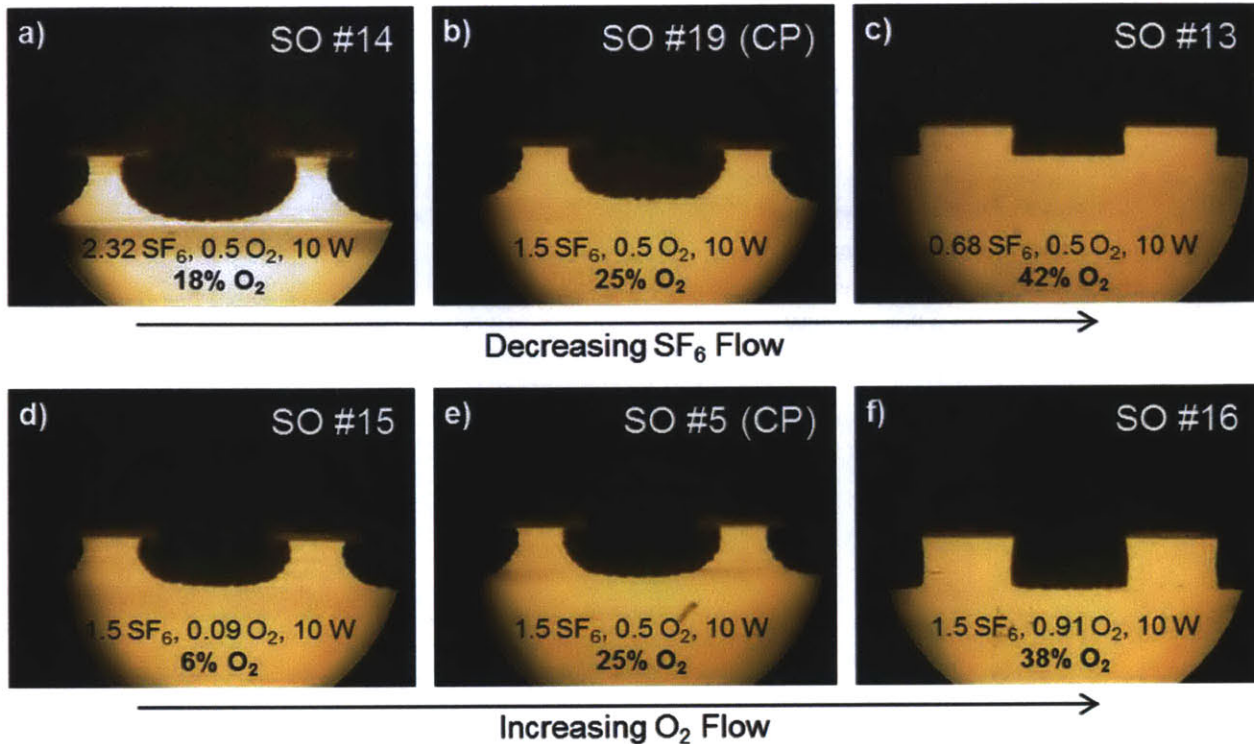 a) SO #14
2.32 SF₆, 0.5 O₂, 10 W
18% O₂
b) SO #19 (CP)
1.5 SF₆, 0.5 O₂, 10 W
25% O₂
c) SO #13
0.68 SF₆, 0.5 O₂, 10 W
42% O₂
Decreasing SF₆ Flow
d) SO #15
1.5 SF₆, 0.09 O₂, 10 W
6% O₂
e) SO #5 (CP)
1.5 SF₆, 0.5 O₂, 10 W
25% O₂
f) SO #16
1.5 SF₆, 0.91 O₂, 10 W
38% O₂
Increasing O₂ Flow